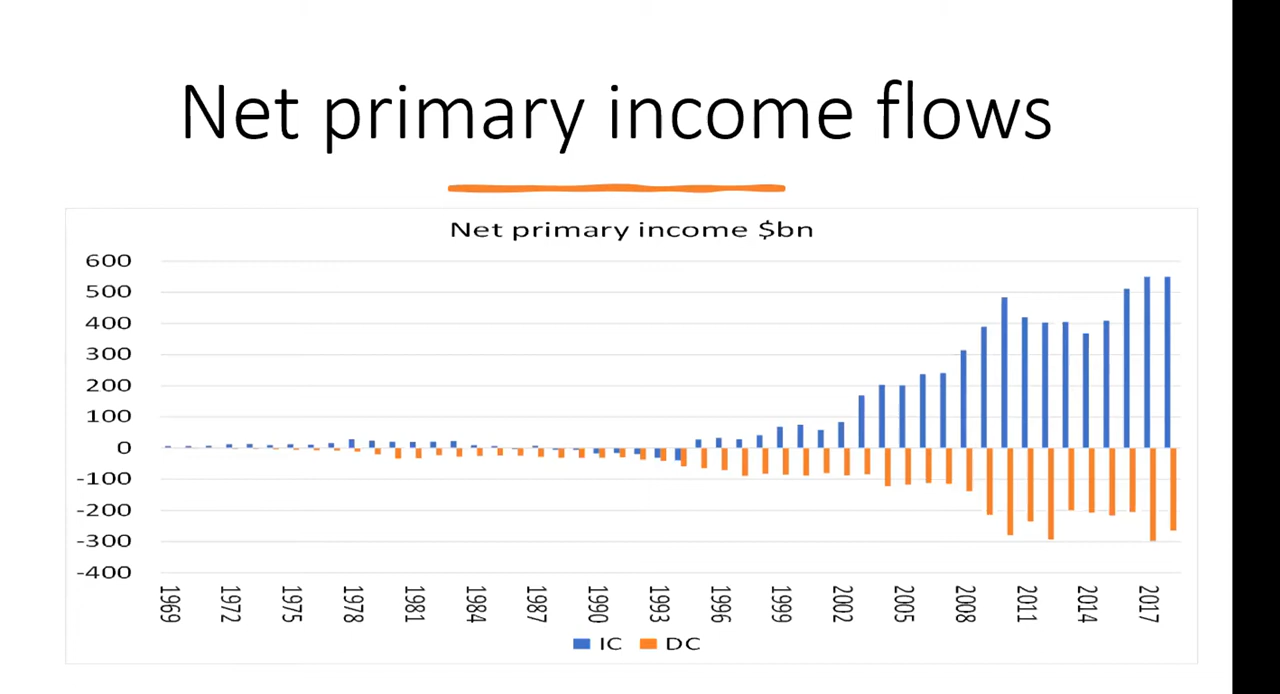 Net primary income flows
Net primary income $bn
600
500
400
300
200
100
0
-100
-200
-300
-400
1969 1972 1975 1978 1981 1984 1987 1990 1993 1996 1999 2002 2005 2008 2011 2014 2017
IC DC